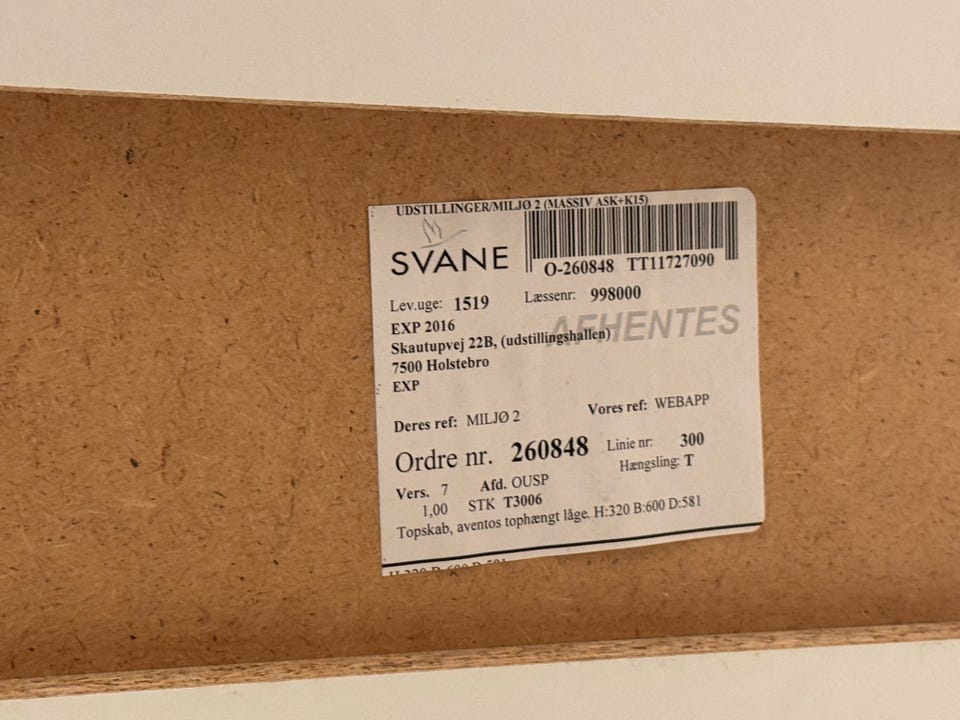 UDSTILLINGER/MILJØ 2 (MASSIV ASK+K15)
SVANE
O-260848 TT11727090
Lev.uge: 1519 Læssenr: 998000
AFHENTES
EXP 2016
Skautupvej 22B, (udstillingshallen)
7500 Holstebro
EXP
Deres ref: MILJØ 2 Vores ref: WEBAPP
Ordre nr. 260848 Linie nr: 300
Hængsling: T
Vers. 7 Afd. OUSP
1,00 STK T3006
Topskab, aventos tophængt låge. H:320 B:600 D:581